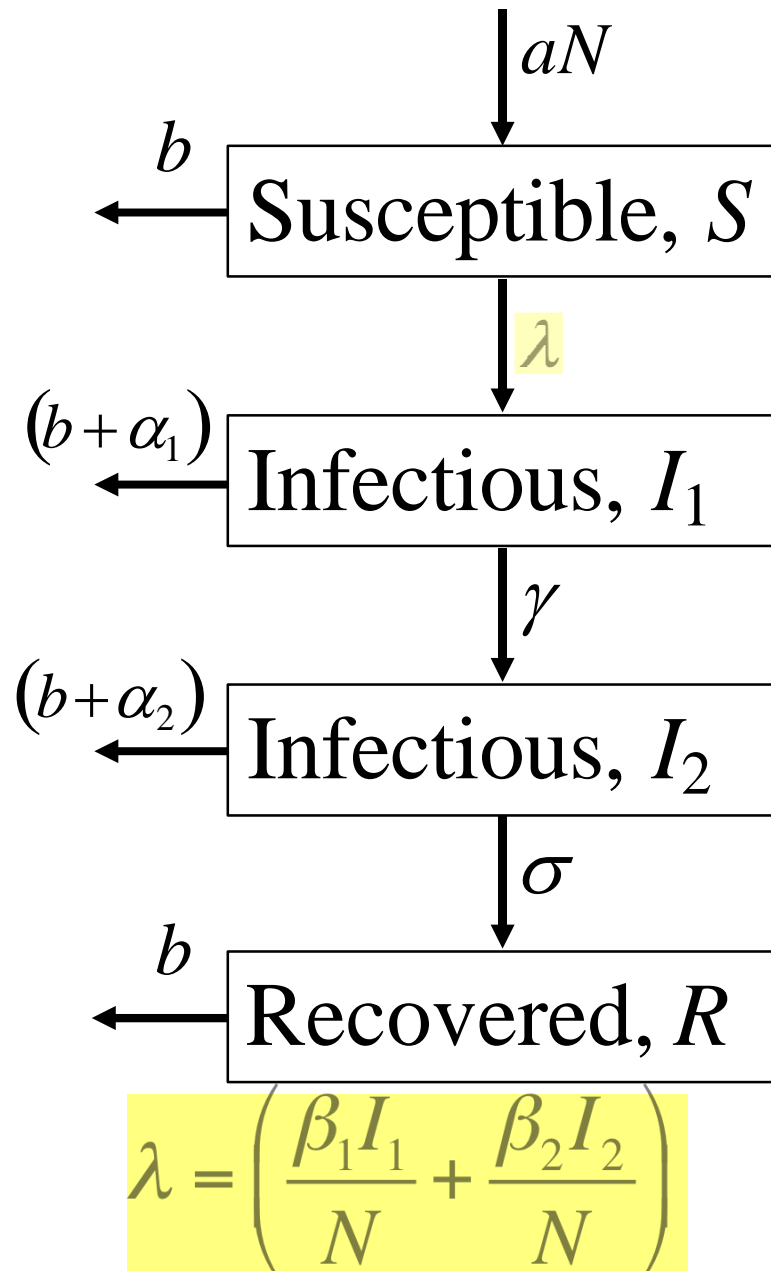 aN
b
Susceptible, S
λ
(b + α₁)
Infectious, I₁
γ
(b + α₂)
Infectious, I₂
σ
b
Recovered, R
λ = (β₁I₁/N + β₂I₂/N)